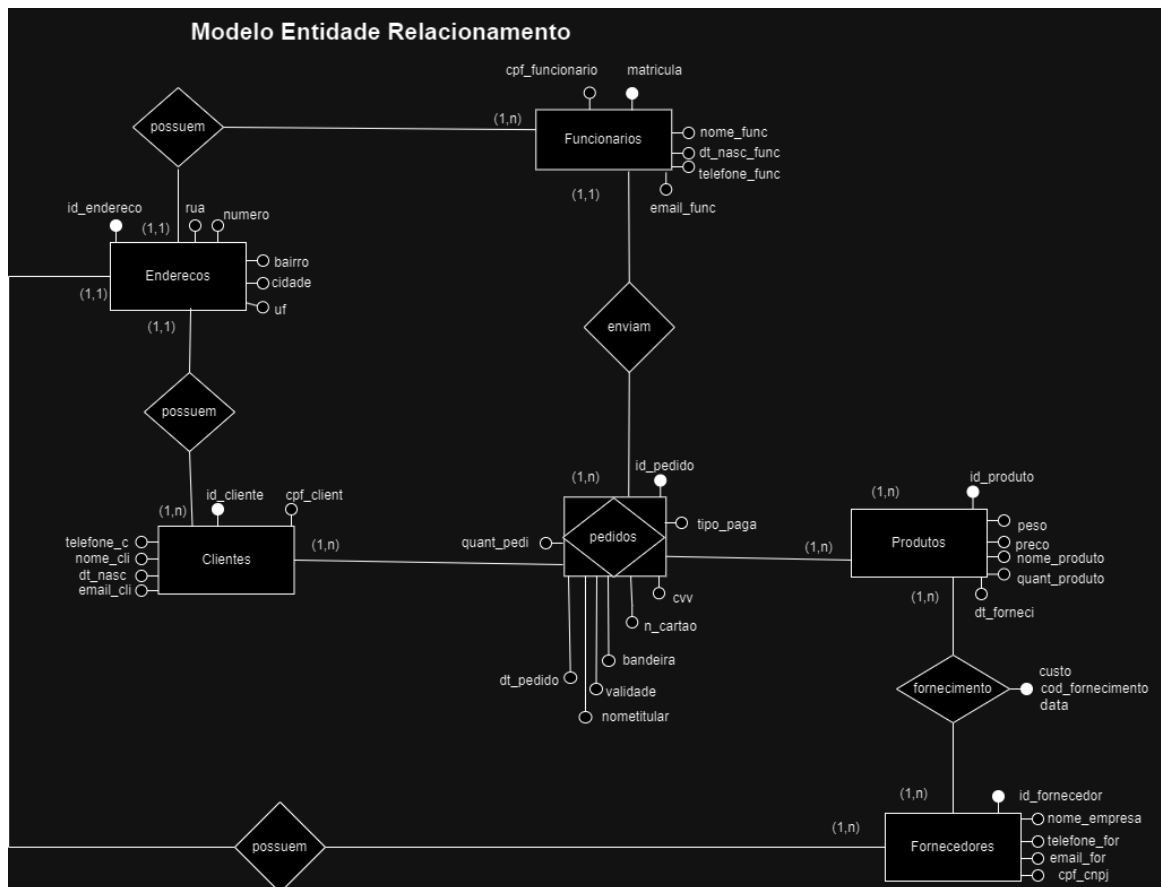 Modelo Entidade Relacionamento
cpf_funcionario
matricula
possuem
(1,n)
Funcionarios
nome_func
dt_nasc_func
telefone_func
(1,1)
email_func
id_endereco
rua
numero
(1,1)
Enderecos
bairro
cidade
uf
(1,1)
(1,1)
enviam
possuem
(1,n)
id_pedido
id_cliente
cpf_client
(1,n)
telefone_c
nome_cli
dt_nasc
email_cli
Clientes
(1,n)
quant_pedi
pedidos
tipo_paga
cvv
n_cartao
bandeira
dt_pedido
validade
nometitular
id_produto
(1,n)
(1,n)
Produtos
peso
preco
nome_produto
quant_produto
(1,n)
dt_forneci
fornecimento
custo
cod_fornecimento
data
(1,n)
id_fornecedor
nome_empresa
(1,n)
telefone_for
Fornecedores
email_for
cpf_cnpj
possuem